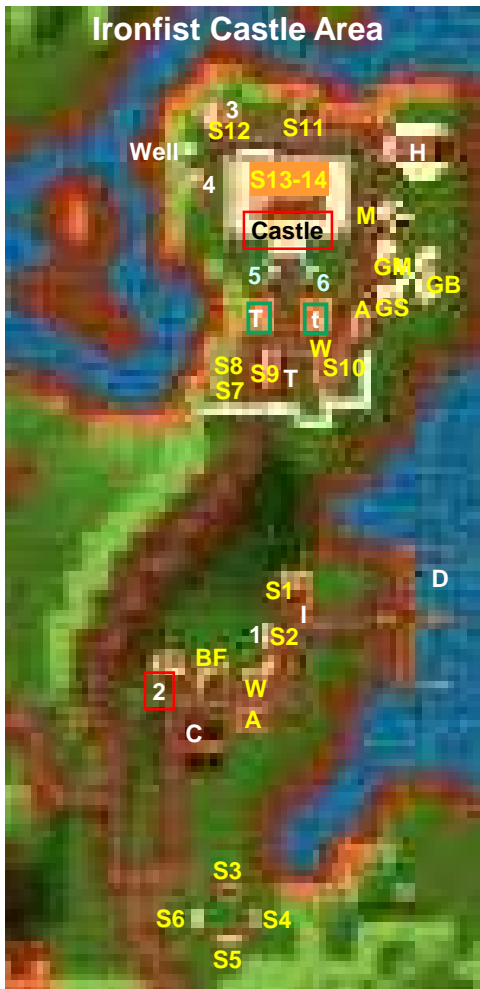 Ironfist Castle Area
3
S12 S11
Well H
4 S13-14
M
Castle
5 6 GM
GB
T t A GS
W
S8 S9 T S10
S7
D
S1
I
1 S2
BF
2 W
A
C
S3
S6 S4
S5